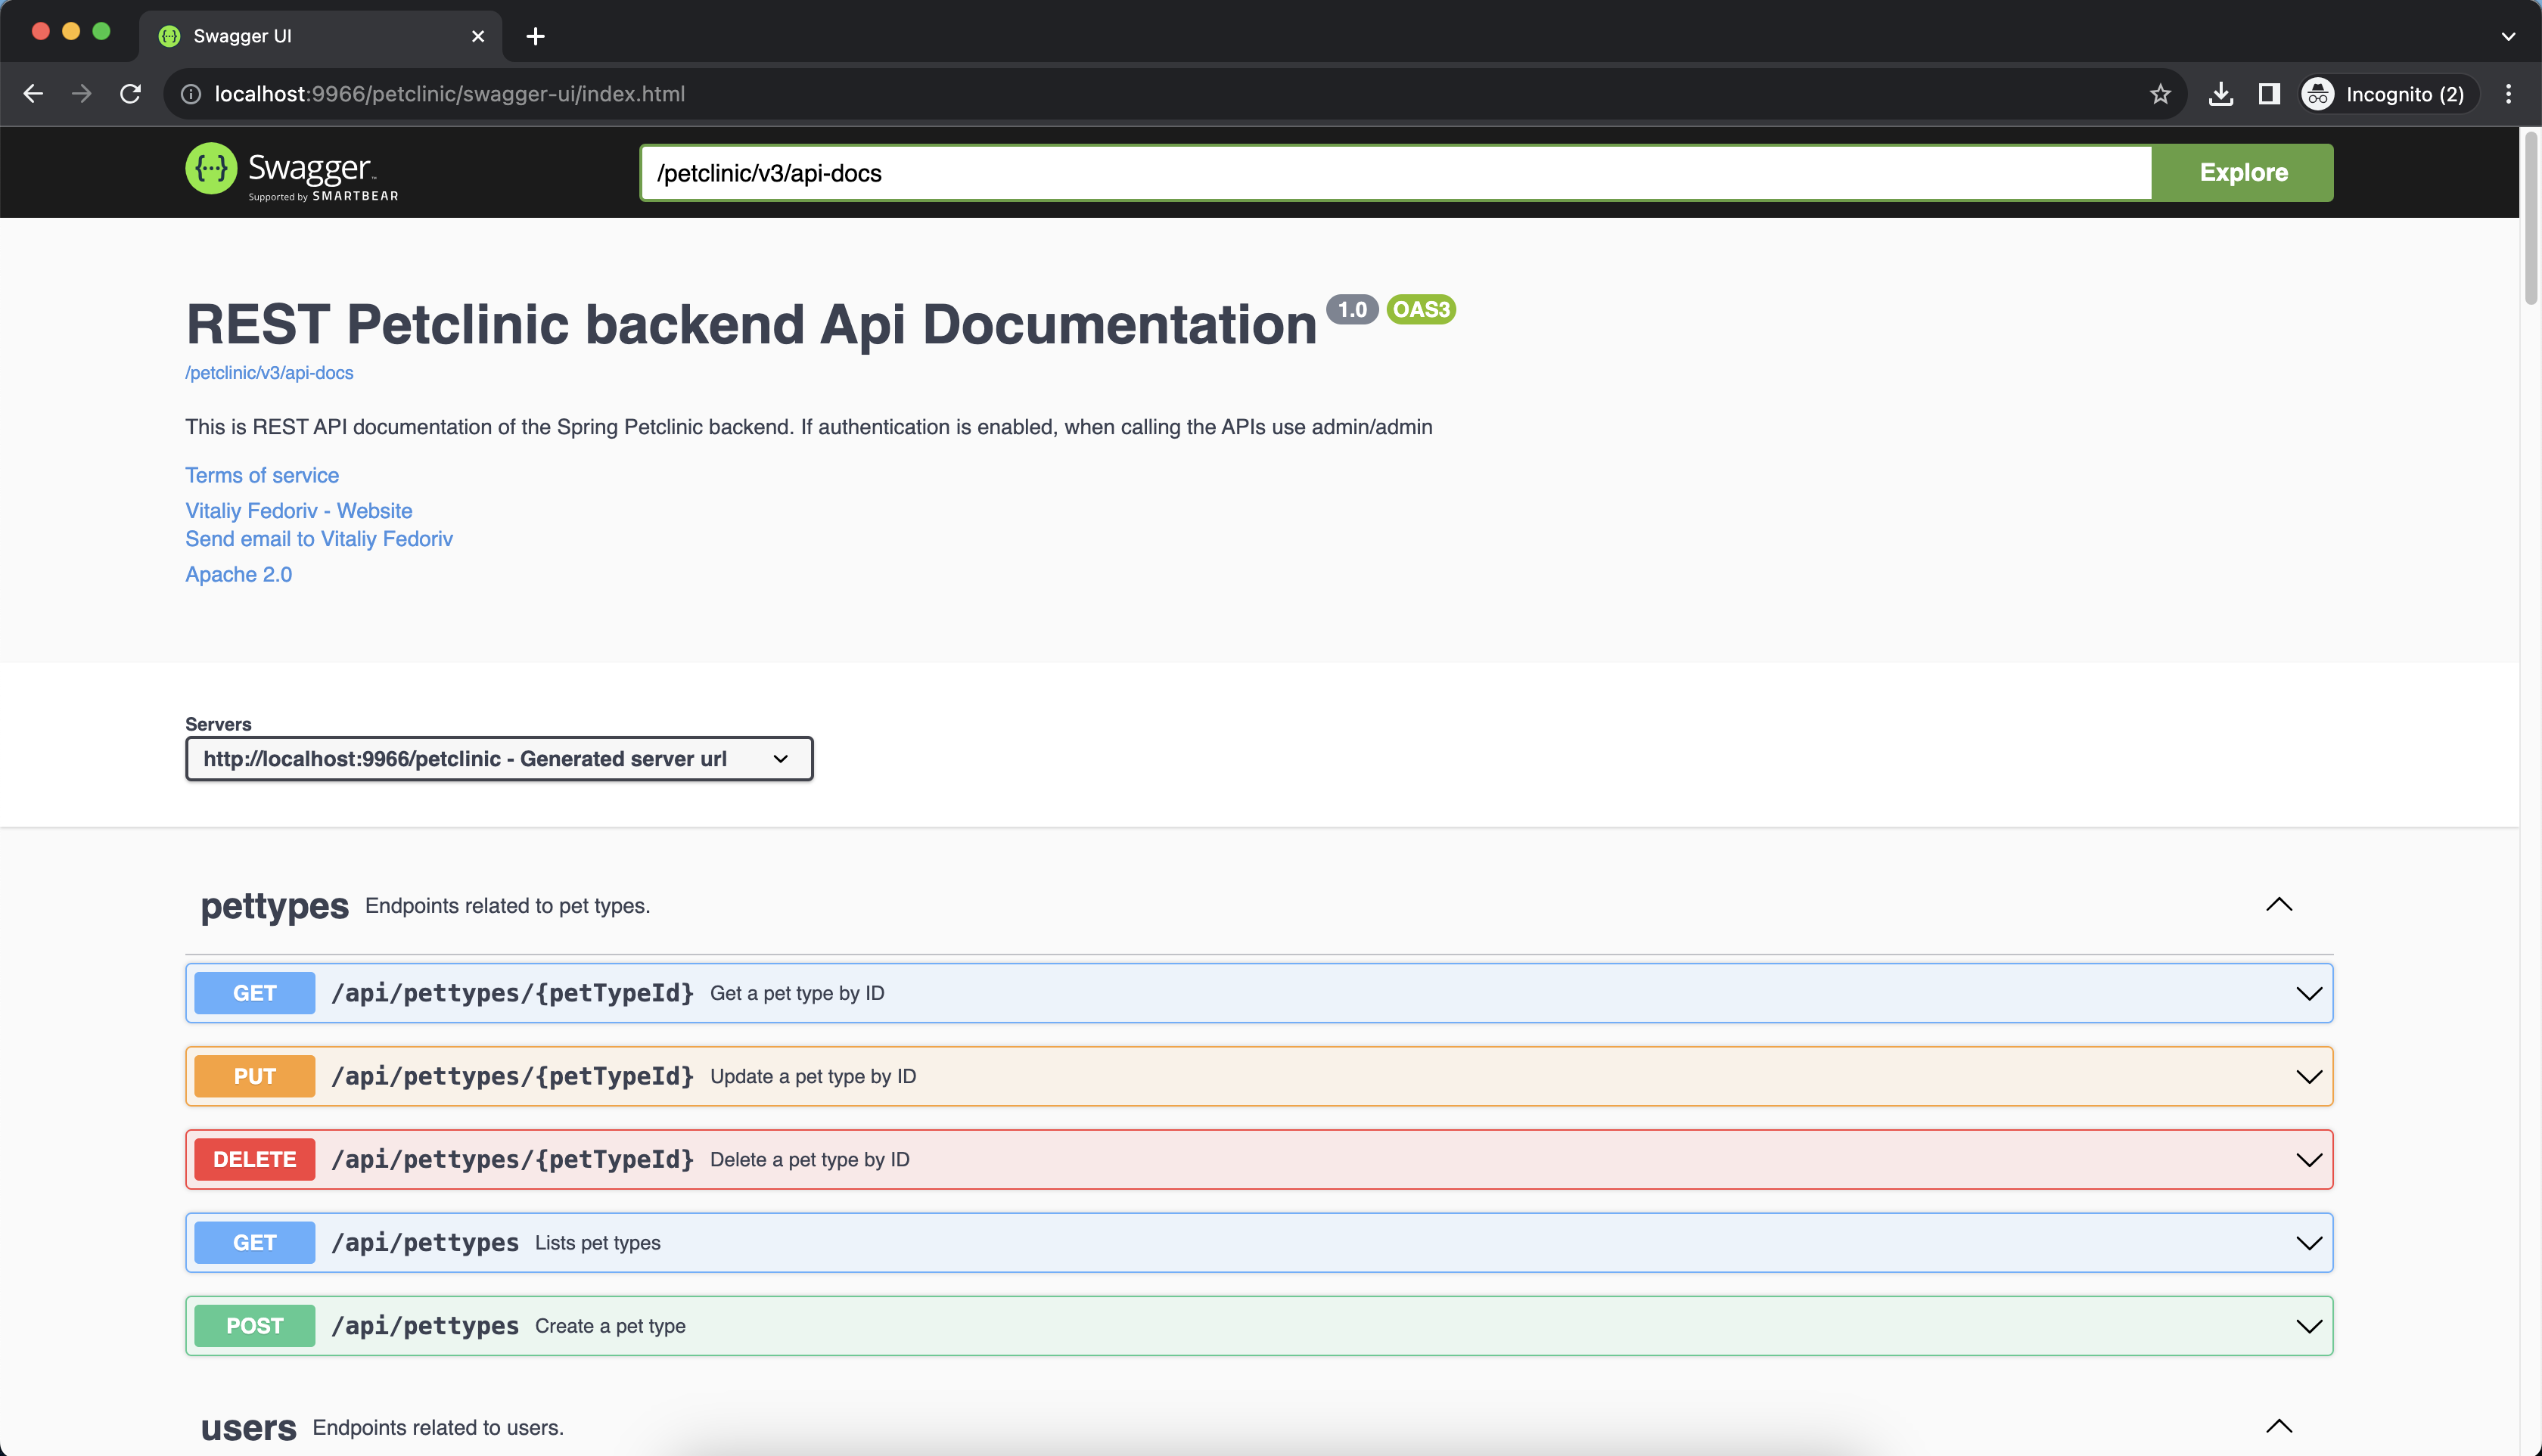 Swagger UI
localhost:9966/petclinic/swagger-ui/index.html
Incognito (2)
{···} Swagger™
Supported by SMARTBEAR
/petclinic/v3/api-docs
Explore
REST Petclinic backend Api Documentation 1.0 OAS3
/petclinic/v3/api-docs
This is REST API documentation of the Spring Petclinic backend. If authentication is enabled, when calling the APIs use admin/admin
Terms of service
Vitaliy Fedoriv - Website
Send email to Vitaliy Fedoriv
Apache 2.0
Servers
http://localhost:9966/petclinic - Generated server url
pettypes Endpoints related to pet types.
GET /api/pettypes/{petTypeId} Get a pet type by ID
PUT /api/pettypes/{petTypeId} Update a pet type by ID
DELETE /api/pettypes/{petTypeId} Delete a pet type by ID
GET /api/pettypes Lists pet types
POST /api/pettypes Create a pet type
users Endpoints related to users.